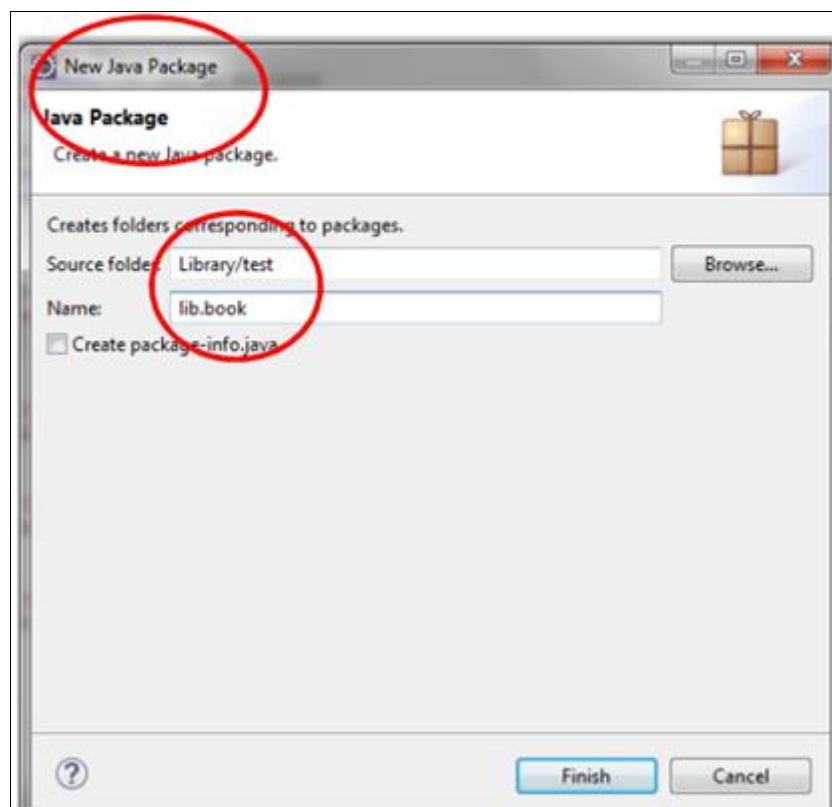 New Java Package
Java Package
Create a new Java package.
Creates folders corresponding to packages.
Source folder: Library/test
Browse...
Name: lib.book
Create package-info.java
?
Finish
Cancel